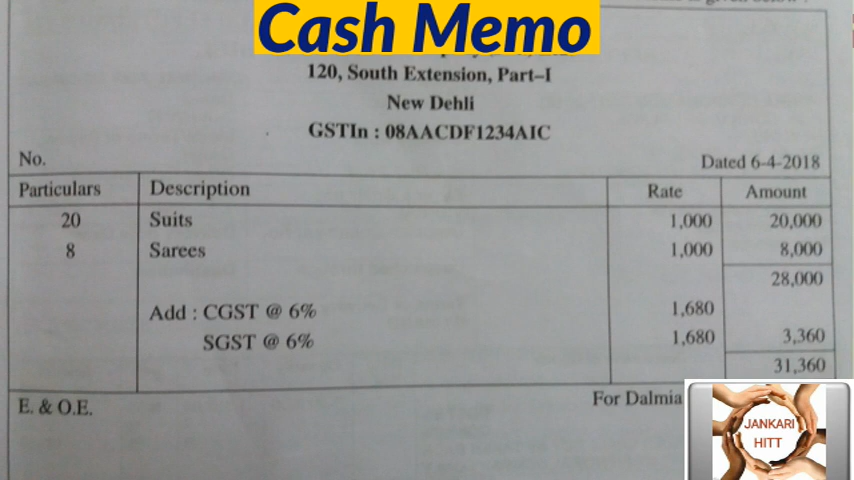 Cash Memo
120, South Extension, Part–I
New Dehli
GSTIn : 08AACDF1234AIC
No.
Dated 6-4-2018
Particulars Description Rate Amount
20 Suits 1,000 20,000
8 Sarees 1,000 8,000
28,000
Add : CGST @ 6% 1,680
SGST @ 6% 1,680 3,360
31,360
E. & O.E.
For Dalmia
JANKARI
HITT